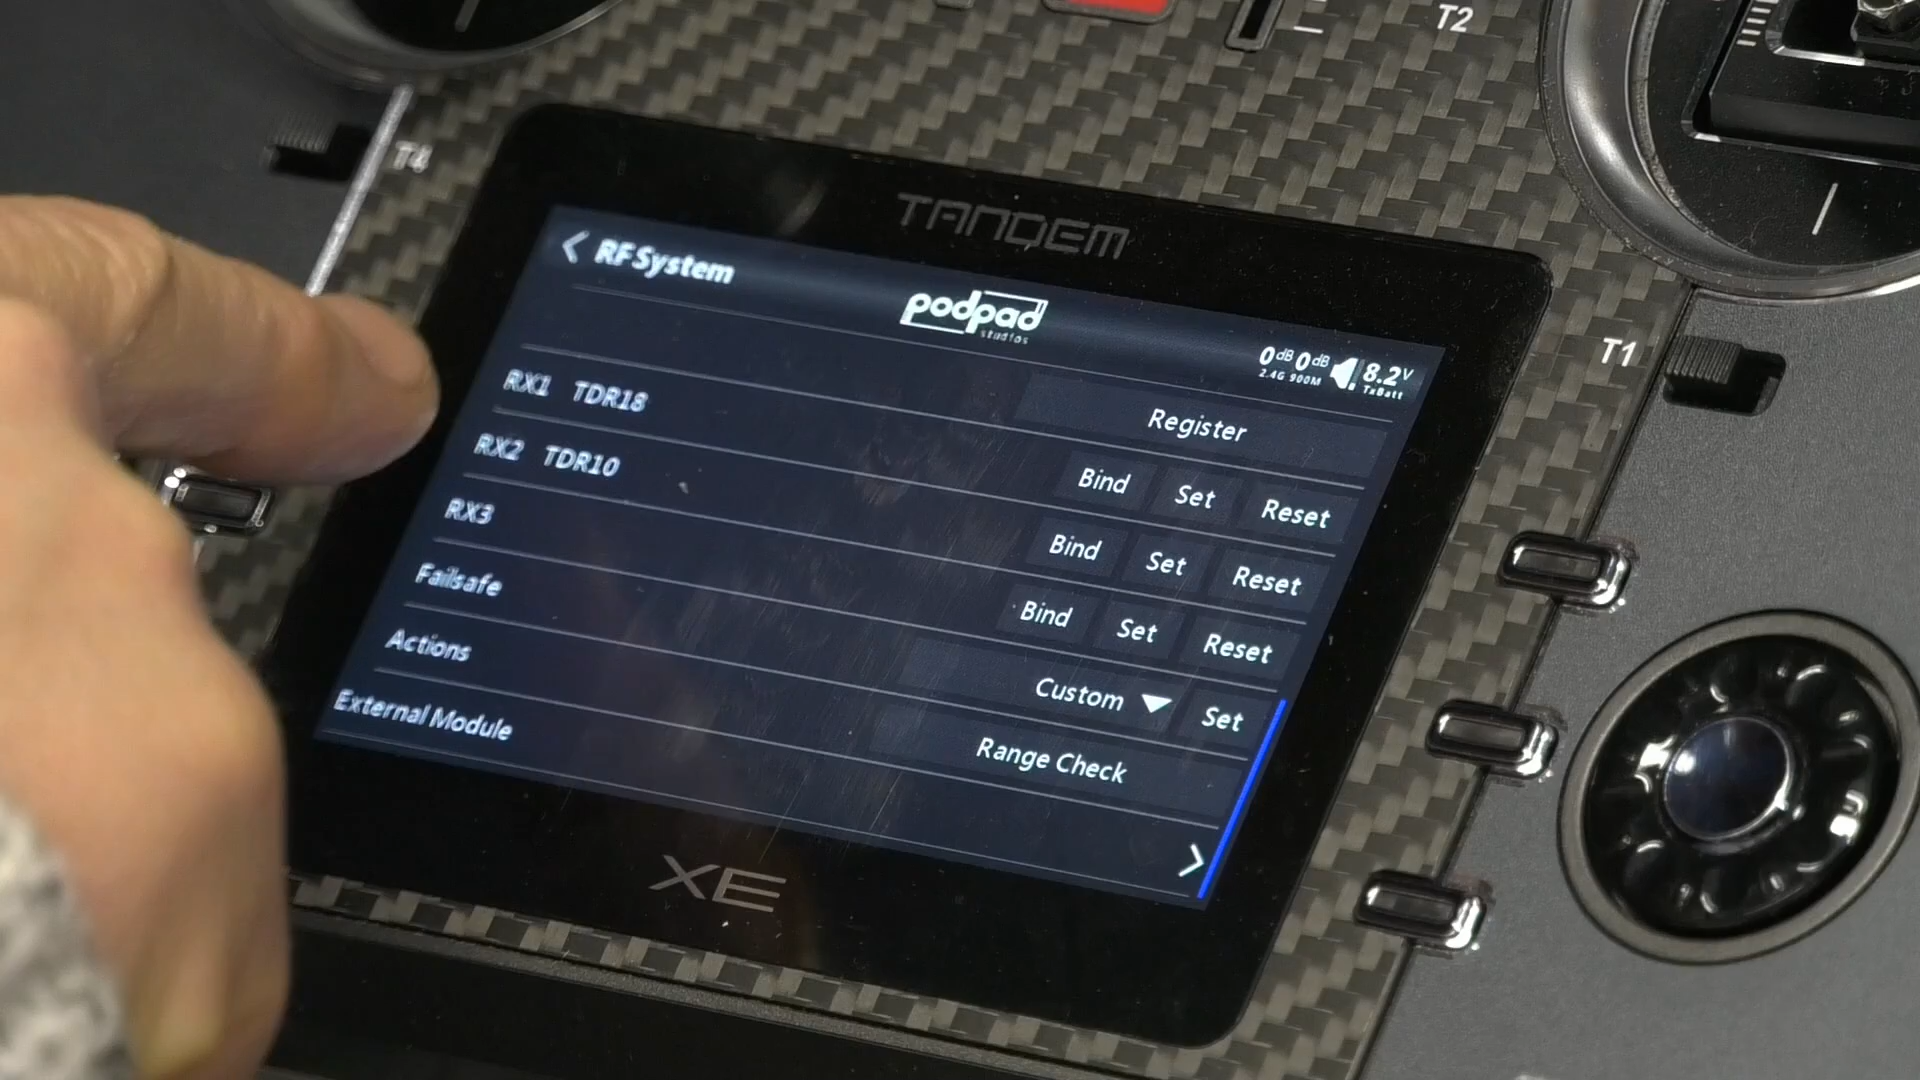 T2
T4
TANDEM
RF System
podpad
studios
0dB 0dB 8.2V
2.4G 900M TxBatt
T1
Register
RX1 TDR18 Bind Set Reset
RX2 TDR10 Bind Set Reset
RX3 Bind Set Reset
Failsafe Custom Set
Actions Range Check
External Module
XE